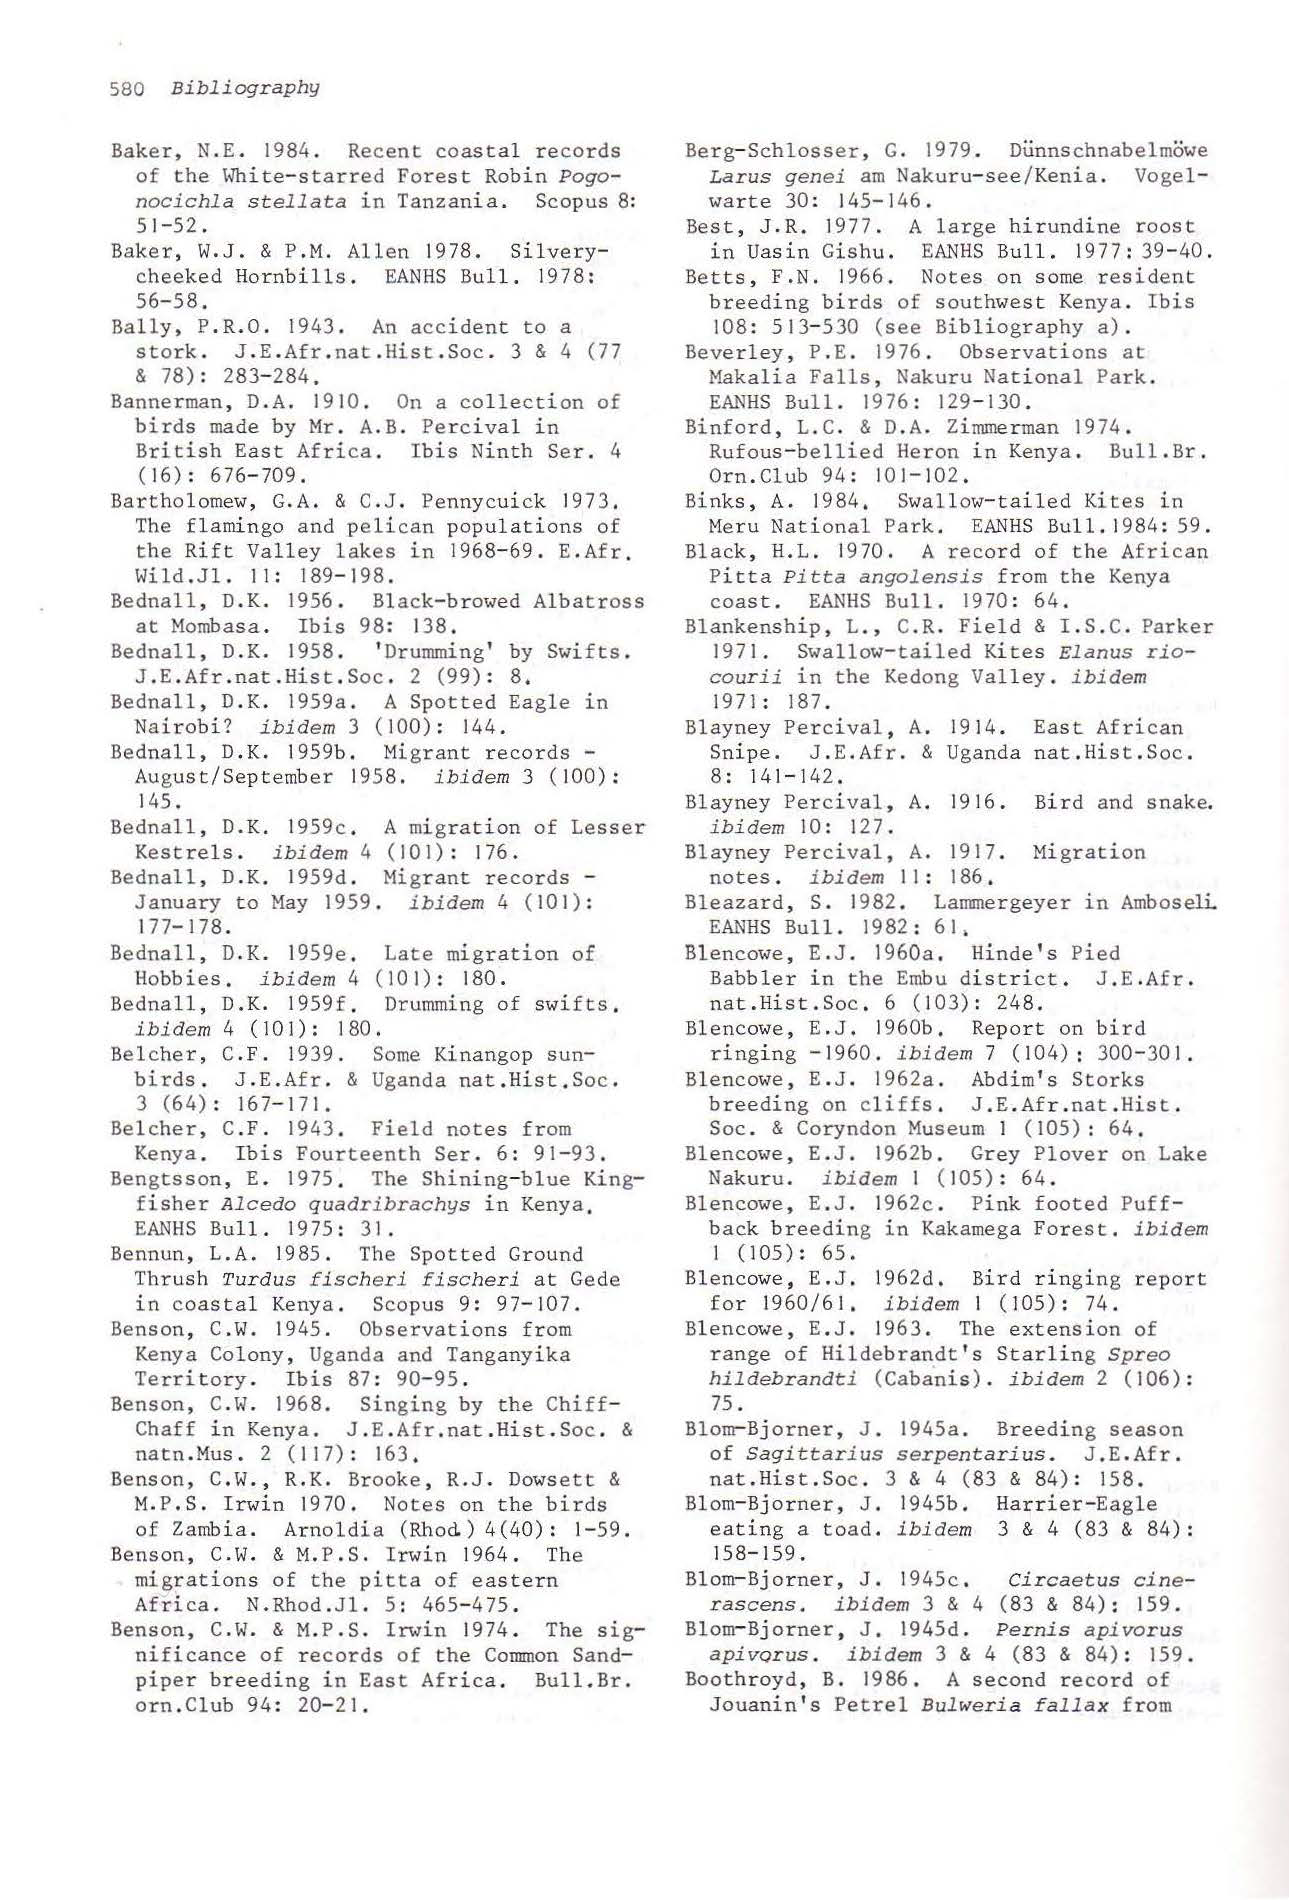 580 Bibliography
Baker, N.E. 1984. Recent coastal records
of the White-starred Forest Robin Pogo-
nocichla stellata in Tanzania. Scopus 8:
51-52.
Baker, W.J. & P.M. Allen 1978. Silvery-
cheeked Hornbills. EANHS Bull. 1978:
56-58.
Bally, P.R.O. 1943. An accident to a
stork. J.E.Afr.nat.Hist.Soc. 3 & 4 (77
& 78): 283-284.
Bannerman, D.A. 1910. On a collection of
birds made by Mr. A.B. Percival in
British East Africa. Ibis Ninth Ser. 4
(16): 676-709.
Bartholomew, G.A. & C.J. Pennycuick 1973.
The flamingo and pelican populations of
the Rift Valley lakes in 1968-69. E.Afr.
Wild.Jl. 11: 189-198.
Bednall, D.K. 1956. Black-browed Albatross
at Mombasa. Ibis 98: 138.
Bednall, D.K. 1958. 'Drumming' by Swifts.
J.E.Afr.nat.Hist.Soc. 2 (99): 8.
Bednall, D.K. 1959a. A Spotted Eagle in
Nairobi? ibidem 3 (100): 144.
Bednall, D.K. 1959b. Migrant records -
August/September 1958. ibidem 3 (100):
145.
Bednall, D.K. 1959c. A migration of Lesser
Kestrels. ibidem 4 (101): 176.
Bednall, D.K. 1959d. Migrant records -
January to May 1959. ibidem 4 (101):
177-178.
Bednall, D.K. 1959e. Late migration of
Hobbies. ibidem 4 (101): 180.
Bednall, D.K. 1959f. Drumming of swifts.
ibidem 4 (101): 180.
Belcher, C.F. 1939. Some Kinangop sun-
birds. J.E.Afr. & Uganda nat.Hist.Soc.
3 (64): 167-171.
Belcher, C.F. 1943. Field notes from
Kenya. Ibis Fourteenth Ser. 6: 91-93.
Bengtsson, E. 1975. The Shining-blue King-
fisher Alcedo quadribrachys in Kenya.
EANHS Bull. 1975: 31.
Bennun, L.A. 1985. The Spotted Ground
Thrush Turdus fischeri fischeri at Gede
in coastal Kenya. Scopus 9: 97-107.
Benson, C.W. 1945. Observations from
Kenya Colony, Uganda and Tanganyika
Territory. Ibis 87: 90-95.
Benson, C.W. 1968. Singing by the Chiff-
Chaff in Kenya. J.E.Afr.nat.Hist.Soc. &
natn.Mus. 2 (117): 163.
Benson, C.W., R.K. Brooke, R.J. Dowsett &
M.P.S. Irwin 1970. Notes on the birds
of Zambia. Arnoldia (Rhod.) 4(40): 1-59.
Benson, C.W. & M.P.S. Irwin 1964. The
migrations of the pitta of eastern
Africa. N.Rhod.Jl. 5: 465-475.
Benson, C.W. & M.P.S. Irwin 1974. The sig-
nificance of records of the Common Sand-
piper breeding in East Africa. Bull.Br.
orn.Club 94: 20-21.
Berg-Schlosser, G. 1979. Dünnschnabelmöwe
Larus genei am Nakuru-see/Kenia. Vogel-
warte 30: 145-146.
Best, J.R. 1977. A large hirundine roost
in Uasin Gishu. EANHS Bull. 1977: 39-40.
Betts, F.N. 1966. Notes on some resident
breeding birds of southwest Kenya. Ibis
108: 513-530 (see Bibliography a).
Beverley, P.E. 1976. Observations at
Makalia Falls, Nakuru National Park.
EANHS Bull. 1976: 129-130.
Binford, L.C. & D.A. Zimmerman 1974.
Rufous-bellied Heron in Kenya. Bull.Br.
Orn.Club 94: 101-102.
Binks, A. 1984. Swallow-tailed Kites in
Meru National Park. EANHS Bull.1984: 59.
Black, H.L. 1970. A record of the African
Pitta Pitta angolensis from the Kenya
coast. EANHS Bull. 1970: 64.
Blankenship, L., C.R. Field & I.S.C. Parker
1971. Swallow-tailed Kites Elanus rio-
courii in the Kedong Valley. ibidem
1971: 187.
Blayney Percival, A. 1914. East African
Snipe. J.E.Afr. & Uganda nat.Hist.Soc.
8: 141-142.
Blayney Percival, A. 1916. Bird and snake.
ibidem 10: 127.
Blayney Percival, A. 1917. Migration
notes. ibidem 11: 186.
Bleazard, S. 1982. Lammergeyer in Amboseli.
EANHS Bull. 1982: 61.
Blencowe, E.J. 1960a. Hinde's Pied
Babbler in the Embu district. J.E.Afr.
nat.Hist.Soc. 6 (103): 248.
Blencowe, E.J. 1960b. Report on bird
ringing -1960. ibidem 7 (104): 300-301.
Blencowe, E.J. 1962a. Abdim's Storks
breeding on cliffs. J.E.Afr.nat.Hist.
Soc. & Coryndon Museum 1 (105): 64.
Blencowe, E.J. 1962b. Grey Plover on Lake
Nakuru. ibidem 1 (105): 64.
Blencowe, E.J. 1962c. Pink footed Puff-
back breeding in Kakamega Forest. ibidem
1 (105): 65.
Blencowe, E.J. 1962d. Bird ringing report
for 1960/61. ibidem 1 (105): 74.
Blencowe, E.J. 1963. The extension of
range of Hildebrandt's Starling Spreo
hildebrandti (Cabanis). ibidem 2 (106):
75.
Blom-Bjorner, J. 1945a. Breeding season
of Sagittarius serpentarius. J.E.Afr.
nat.Hist.Soc. 3 & 4 (83 & 84): 158.
Blom-Bjorner, J. 1945b. Harrier-Eagle
eating a toad. ibidem 3 & 4 (83 & 84):
158-159.
Blom-Bjorner, J. 1945c. Circaetus cine-
rascens. ibidem 3 & 4 (83 & 84): 159.
Blom-Bjorner, J. 1945d. Pernis apivorus
apivorus. ibidem 3 & 4 (83 & 84): 159.
Boothroyd, B. 1986. A second record of
Jouanin's Petrel Bulweria fallax from